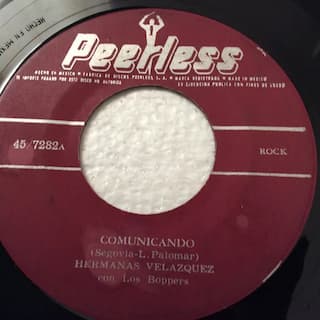 Peerless
HECHO EN MEXICO • FABRICA DE DISCOS PEERLESS S. A. • MARCA REGISTRADA • MADE IN MEXICO
EL IMPORTE PAGADO POR ESTE DISCO NO AUTORIZA SU EJECUCION PUBLICA CON FINES DE LUCRO
45/7282A
ROCK
COMUNICANDO
(Segovia-L. Palomar)
HERMANAS VELAZQUEZ
con Los Boppers